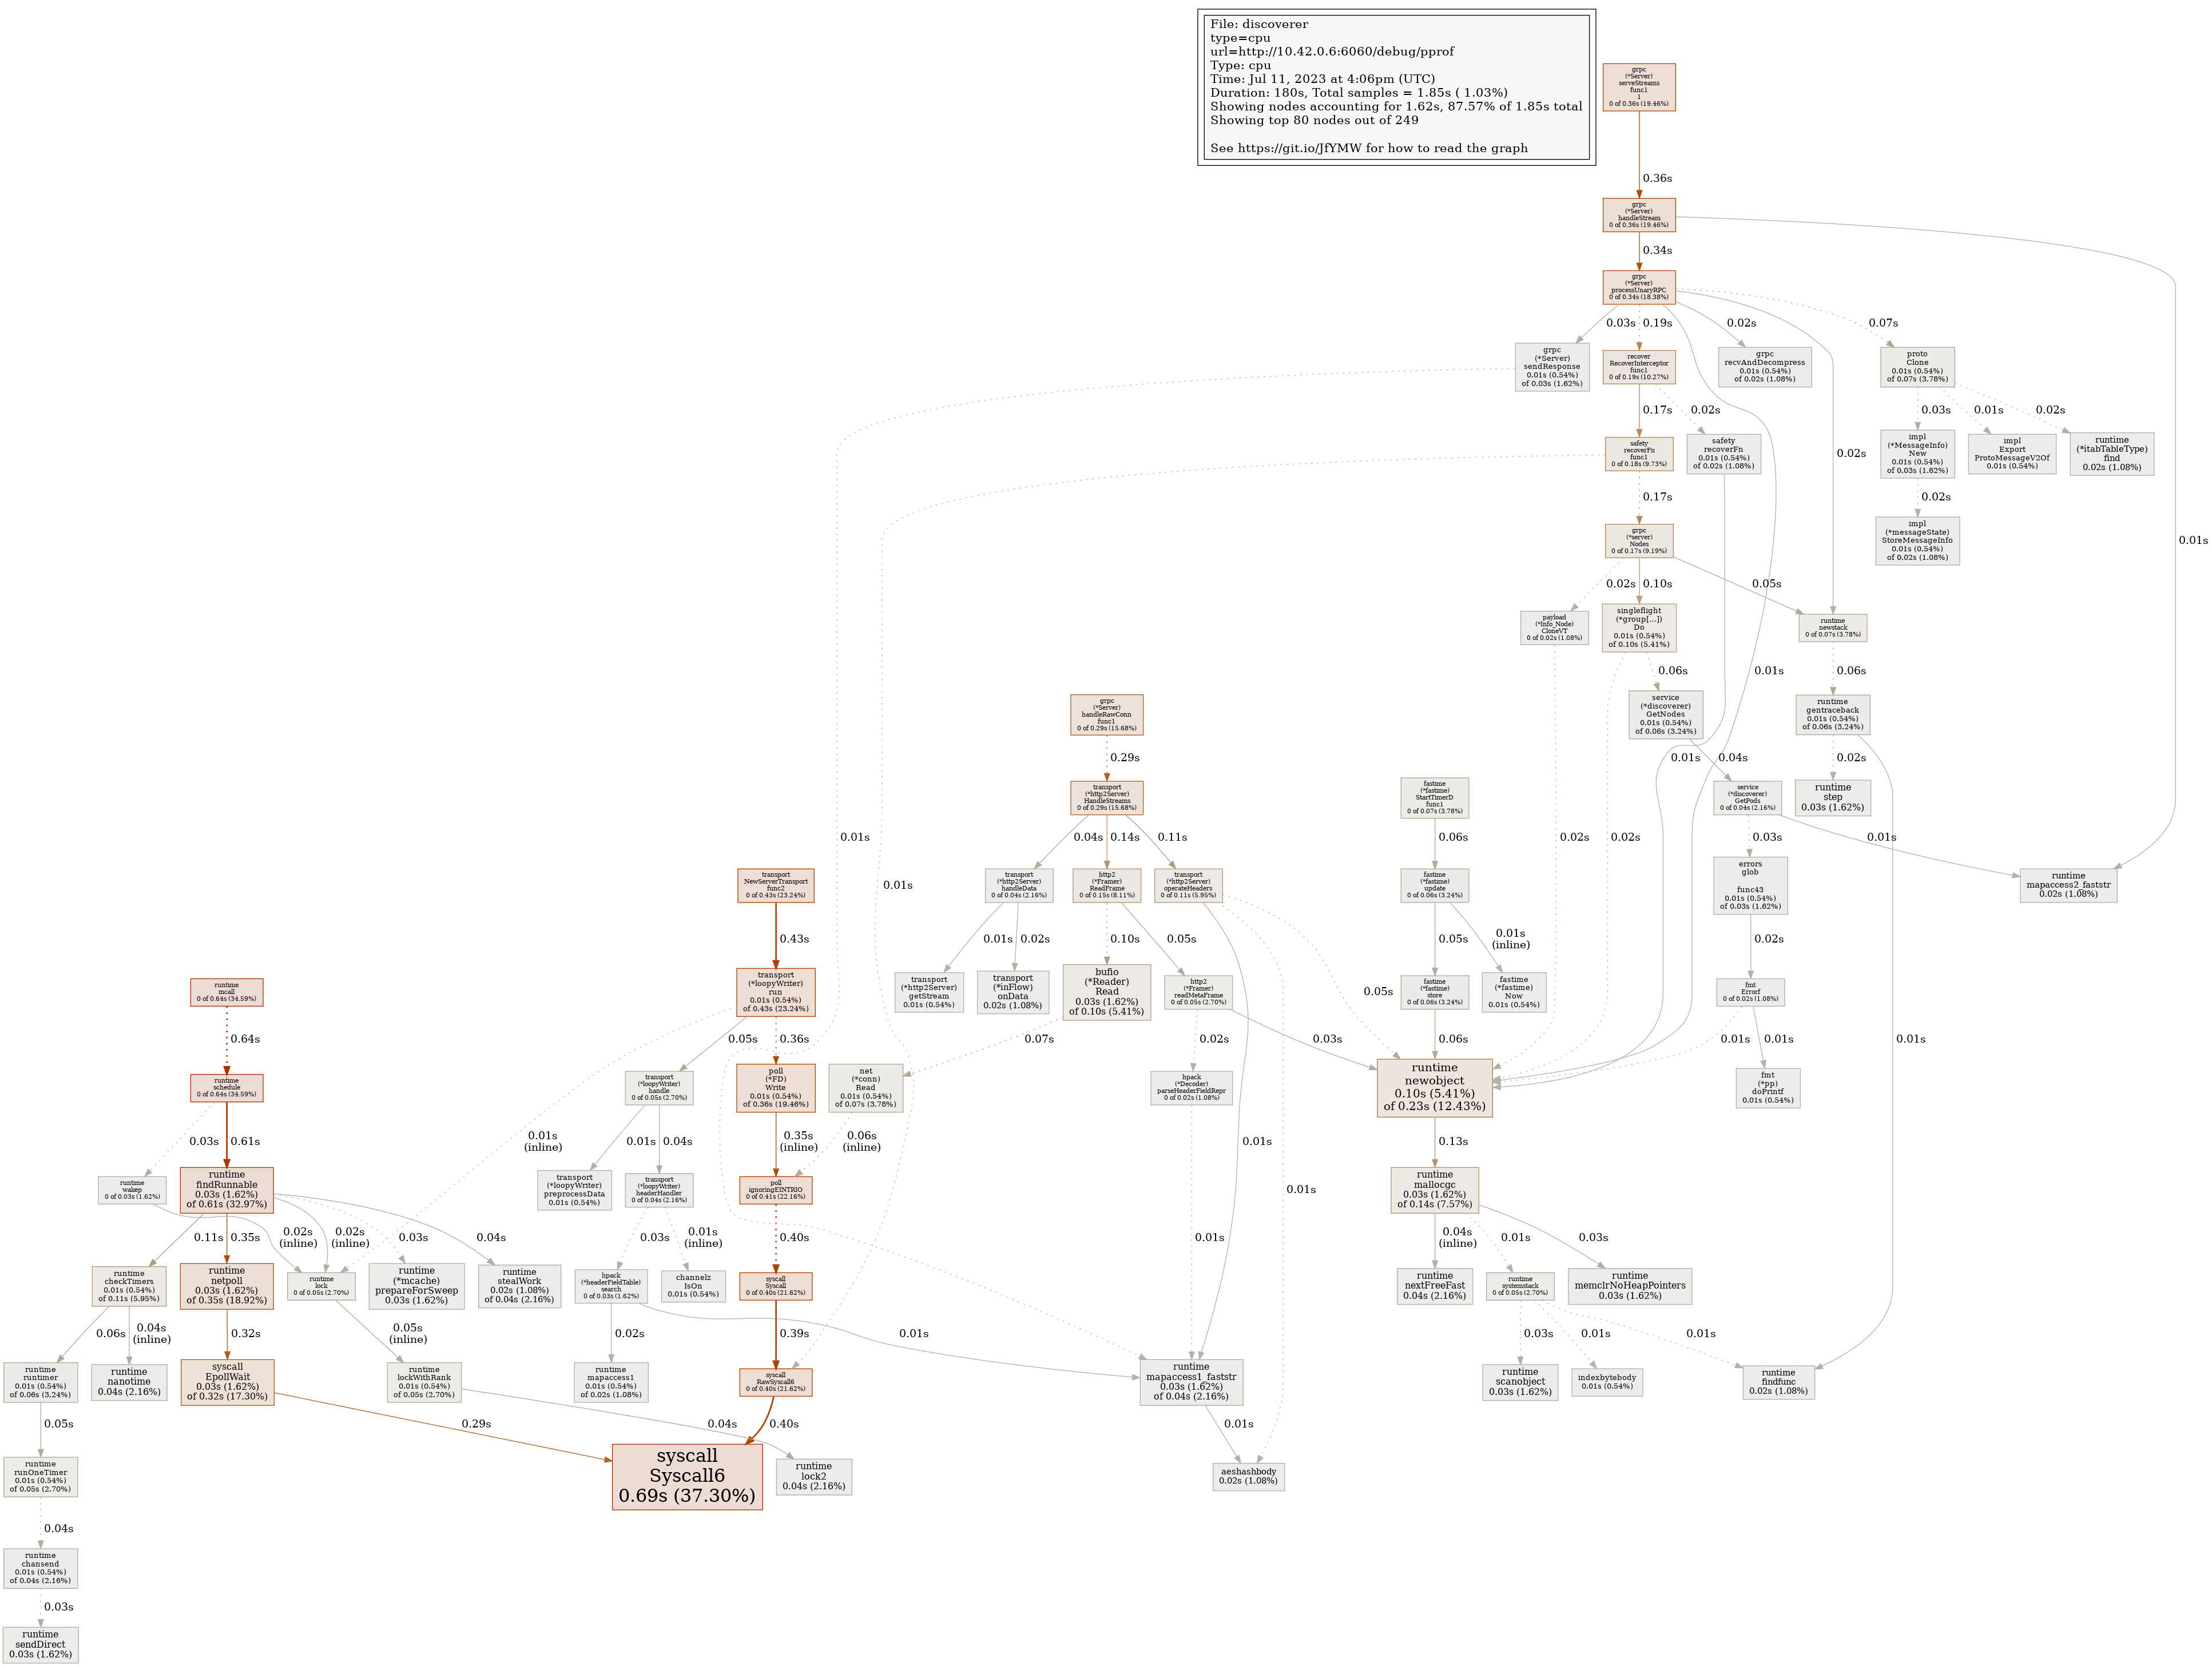 File: discoverer
type=cpu
url=http://10.42.0.6:6060/debug/pprof
Type: cpu
Time: Jul 11, 2023 at 4:06pm (UTC)
Duration: 180s, Total samples = 1.85s ( 1.03%)
Showing nodes accounting for 1.62s, 87.57% of 1.85s total
Showing top 80 nodes out of 249
See https://git.io/JfYMW for how to read the graph
grpc
(*Server)
serveStreams
func1
1
0 of 0.36s (19.46%)
0.36s
grpc
(*Server)
handleStream
0 of 0.36s (19.46%)
0.34s
0.01s
grpc
(*Server)
processUnaryRPC
0 of 0.34s (18.38%)
0.03s
0.19s
0.02s
0.07s
0.02s
0.01s
grpc
(*Server)
sendResponse
0.01s (0.54%)
of 0.03s (1.62%)
0.01s
recover
RecoverInterceptor
func1
0 of 0.19s (10.27%)
0.17s
0.02s
grpc
recvAndDecompress
0.01s (0.54%)
of 0.02s (1.08%)
proto
Clone
0.01s (0.54%)
of 0.07s (3.78%)
0.03s
0.01s
0.02s
safety
recoverFn
func1
0 of 0.18s (9.73%)
0.17s
0.01s
safety
recoverFn
0.01s (0.54%)
of 0.02s (1.08%)
0.01s
impl
(*MessageInfo)
New
0.01s (0.54%)
of 0.03s (1.62%)
0.02s
impl
Export
ProtoMessageV2Of
0.01s (0.54%)
runtime
(*itabTableType)
find
0.02s (1.08%)
impl
(*messageState)
StoreMessageInfo
0.01s (0.54%)
of 0.02s (1.08%)
grpc
(*server)
Nodes
0 of 0.17s (9.19%)
0.02s
0.10s
0.05s
payload
(*Info_Node)
CloneVT
0 of 0.02s (1.08%)
0.02s
singleflight
(*group[...])
Do
0.01s (0.54%)
of 0.10s (5.41%)
0.06s
0.02s
runtime
newstack
0 of 0.07s (3.78%)
0.06s
service
(*discoverer)
GetNodes
0.01s (0.54%)
of 0.06s (3.24%)
0.04s
runtime
gentraceback
0.01s (0.54%)
of 0.06s (3.24%)
0.02s
0.01s
grpc
(*Server)
handleRawConn
func1
0 of 0.29s (15.68%)
0.29s
transport
(*http2Server)
HandleStreams
0 of 0.29s (15.68%)
0.04s
0.14s
0.11s
fastime
(*fastime)
StartTimerD
func1
0 of 0.07s (3.78%)
0.06s
service
(*discoverer)
GetPods
0 of 0.04s (2.16%)
0.03s
0.01s
runtime
step
0.03s (1.62%)
transport
NewServerTransport
func2
0 of 0.43s (23.24%)
0.43s
transport
(*http2Server)
handleData
0 of 0.04s (2.16%)
0.01s
0.02s
http2
(*Framer)
ReadFrame
0 of 0.15s (8.11%)
0.10s
0.05s
transport
(*http2Server)
operateHeaders
0 of 0.11s (5.95%)
0.05s
0.01s
0.01s
fastime
(*fastime)
update
0 of 0.06s (3.24%)
0.05s
0.01s
(inline)
errors
glob
func43
0.01s (0.54%)
of 0.03s (1.62%)
0.02s
runtime
mapaccess2_faststr
0.02s (1.08%)
runtime
mcall
0 of 0.64s (34.59%)
0.64s
transport
(*loopyWriter)
run
0.01s (0.54%)
of 0.43s (23.24%)
0.05s
0.36s
0.01s
(inline)
transport
(*http2Server)
getStream
0.01s (0.54%)
transport
(*inFlow)
onData
0.02s (1.08%)
bufio
(*Reader)
Read
0.03s (1.62%)
of 0.10s (5.41%)
0.07s
http2
(*Framer)
readMetaFrame
0 of 0.05s (2.70%)
0.02s
0.03s
fastime
(*fastime)
store
0 of 0.06s (3.24%)
0.06s
fastime
(*fastime)
Now
0.01s (0.54%)
fmt
Errorf
0 of 0.02s (1.08%)
0.01s
0.01s
runtime
schedule
0 of 0.64s (34.59%)
0.03s
0.61s
transport
(*loopyWriter)
handle
0 of 0.05s (2.70%)
0.01s
0.04s
poll
(*FD)
Write
0.01s (0.54%)
of 0.36s (19.46%)
0.35s
(inline)
net
(*conn)
Read
0.01s (0.54%)
of 0.07s (3.78%)
0.06s
(inline)
hpack
(*Decoder)
parseHeaderFieldRepr
0 of 0.02s (1.08%)
0.01s
runtime
newobject
0.10s (5.41%)
of 0.23s (12.43%)
0.13s
fmt
(*pp)
doPrintf
0.01s (0.54%)
runtime
wakep
0 of 0.03s (1.62%)
0.02s
(inline)
runtime
findRunnable
0.03s (1.62%)
of 0.61s (32.97%)
0.11s
0.35s
0.02s
(inline)
0.03s
0.04s
transport
(*loopyWriter)
preprocessData
0.01s (0.54%)
transport
(*loopyWriter)
headerHandler
0 of 0.04s (2.16%)
0.03s
0.01s
(inline)
poll
ignoringEINTRIO
0 of 0.41s (22.16%)
0.40s
runtime
mallocgc
0.03s (1.62%)
of 0.14s (7.57%)
0.04s
(inline)
0.01s
0.03s
runtime
checkTimers
0.01s (0.54%)
of 0.11s (5.95%)
0.06s
0.04s
(inline)
runtime
netpoll
0.03s (1.62%)
of 0.35s (18.92%)
0.32s
runtime
lock
0 of 0.05s (2.70%)
0.05s
(inline)
runtime
(*mcache)
prepareForSweep
0.03s (1.62%)
runtime
stealWork
0.02s (1.08%)
of 0.04s (2.16%)
hpack
(*headerFieldTable)
search
0 of 0.03s (1.62%)
0.02s
0.01s
channelz
IsOn
0.01s (0.54%)
syscall
Syscall
0 of 0.40s (21.62%)
0.39s
runtime
nextFreeFast
0.04s (2.16%)
runtime
systemstack
0 of 0.05s (2.70%)
0.03s
0.01s
0.01s
runtime
memclrNoHeapPointers
0.03s (1.62%)
runtime
runtimer
0.01s (0.54%)
of 0.06s (3.24%)
0.05s
runtime
nanotime
0.04s (2.16%)
syscall
EpollWait
0.03s (1.62%)
of 0.32s (17.30%)
0.29s
runtime
lockWithRank
0.01s (0.54%)
of 0.05s (2.70%)
0.04s
runtime
mapaccess1
0.01s (0.54%)
of 0.02s (1.08%)
syscall
RawSyscall6
0 of 0.40s (21.62%)
0.40s
runtime
mapaccess1_faststr
0.03s (1.62%)
of 0.04s (2.16%)
0.01s
runtime
scanobject
0.03s (1.62%)
indexbytebody
0.01s (0.54%)
runtime
findfunc
0.02s (1.08%)
runtime
runOneTimer
0.01s (0.54%)
of 0.05s (2.70%)
0.04s
syscall
Syscall6
0.69s (37.30%)
runtime
lock2
0.04s (2.16%)
aeshashbody
0.02s (1.08%)
runtime
chansend
0.01s (0.54%)
of 0.04s (2.16%)
0.03s
runtime
sendDirect
0.03s (1.62%)